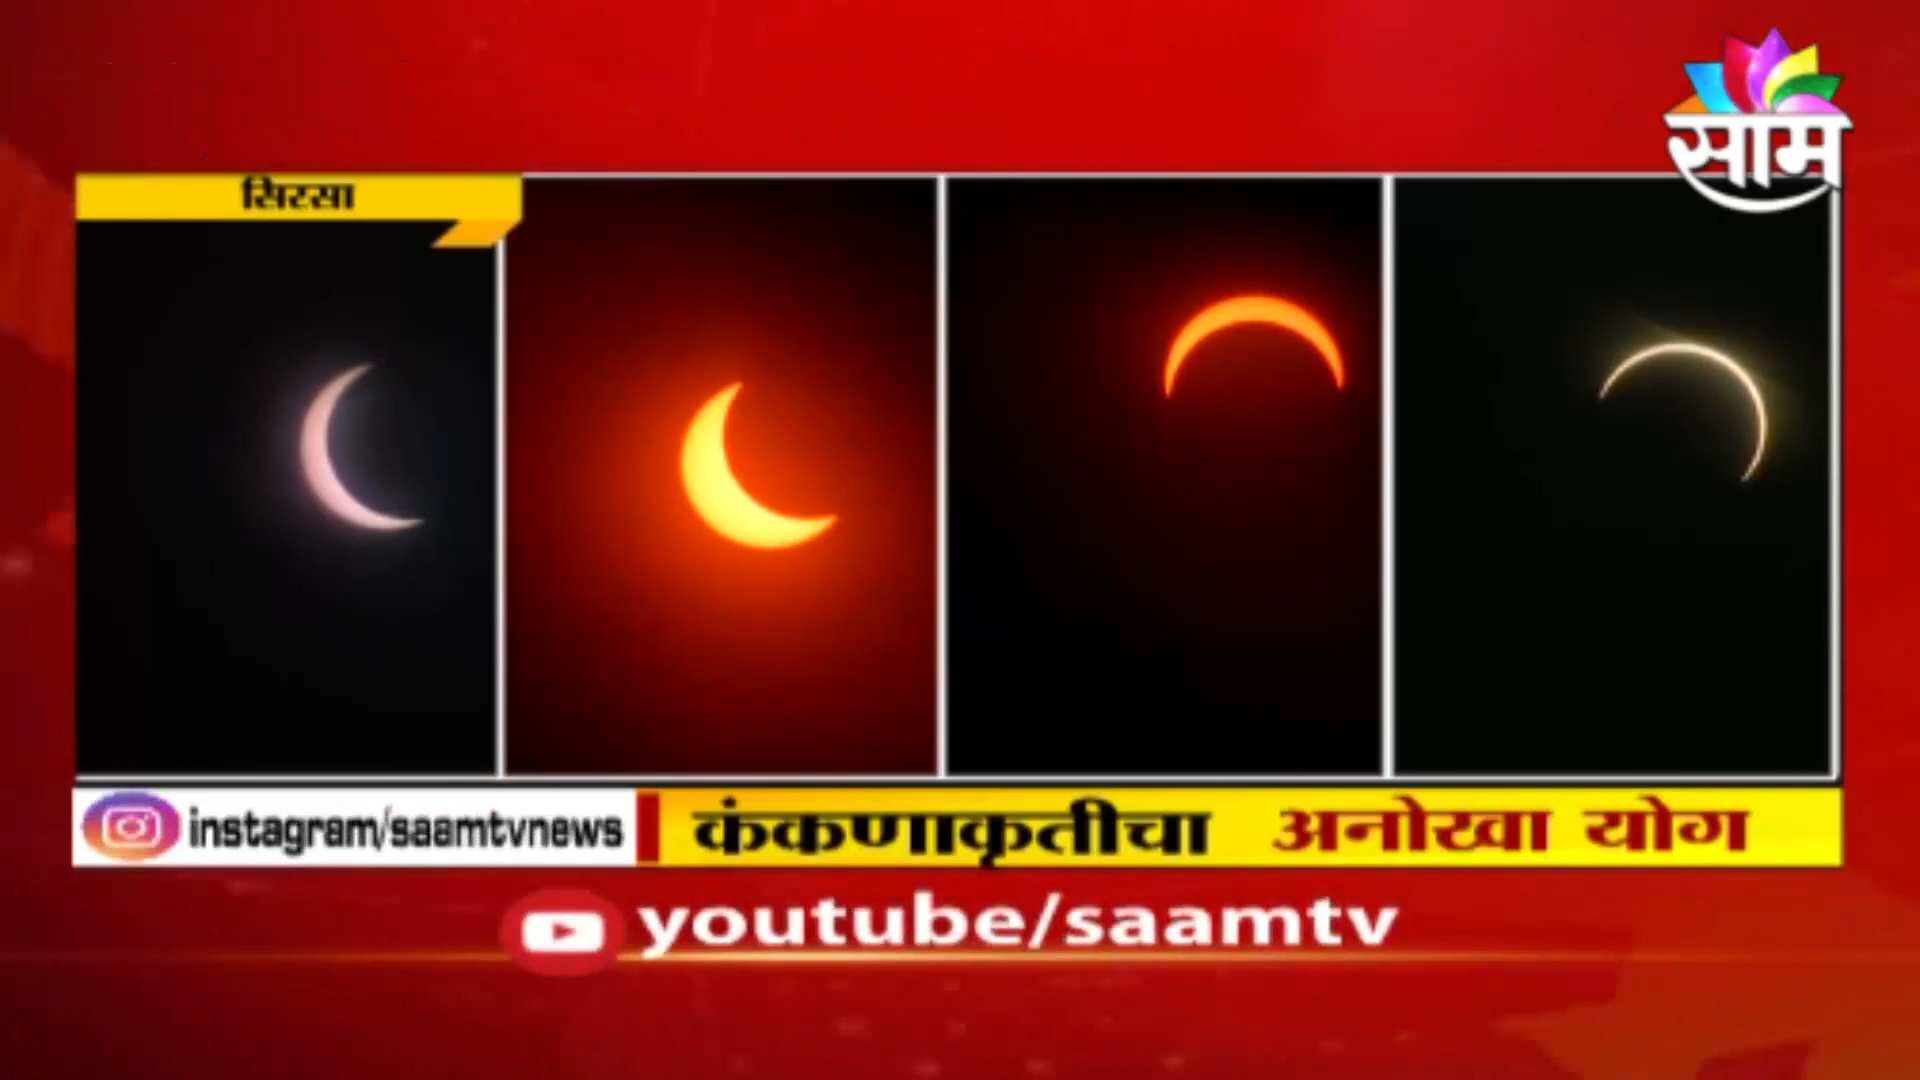 साम
सिरसा
instagram/saamtvnews
कंकणाकृतीचा अनोखा योग
youtube/saamtv